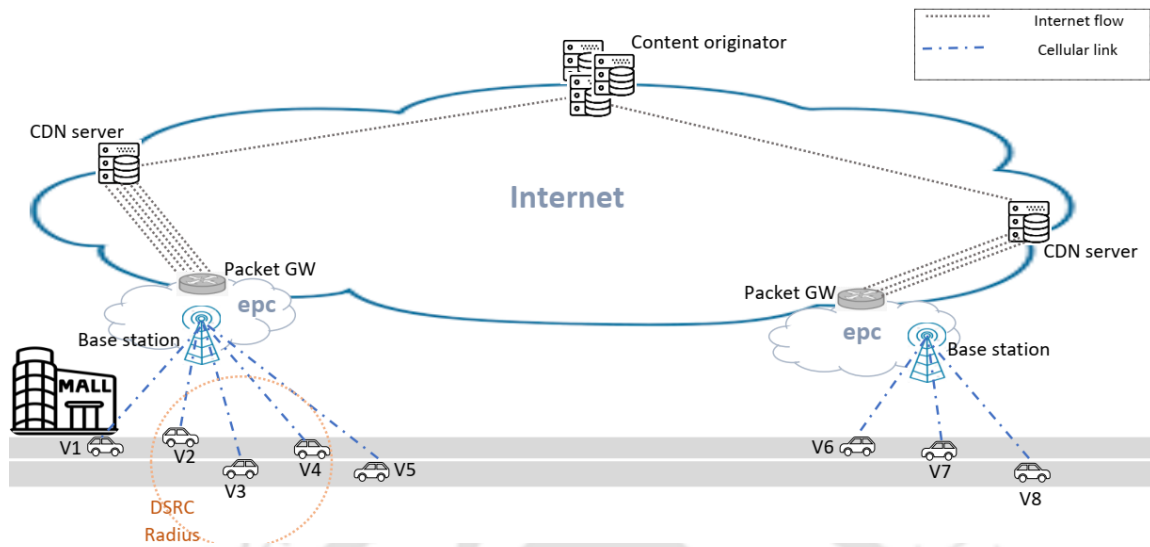 Internet flow
Cellular link
Content originator
CDN server
Internet
CDN server
Packet GW
epc
Packet GW
epc
Base station
Base station
MALL
V1
V2
V3
V4
V5
V6
V7
V8
DSRC
Radius